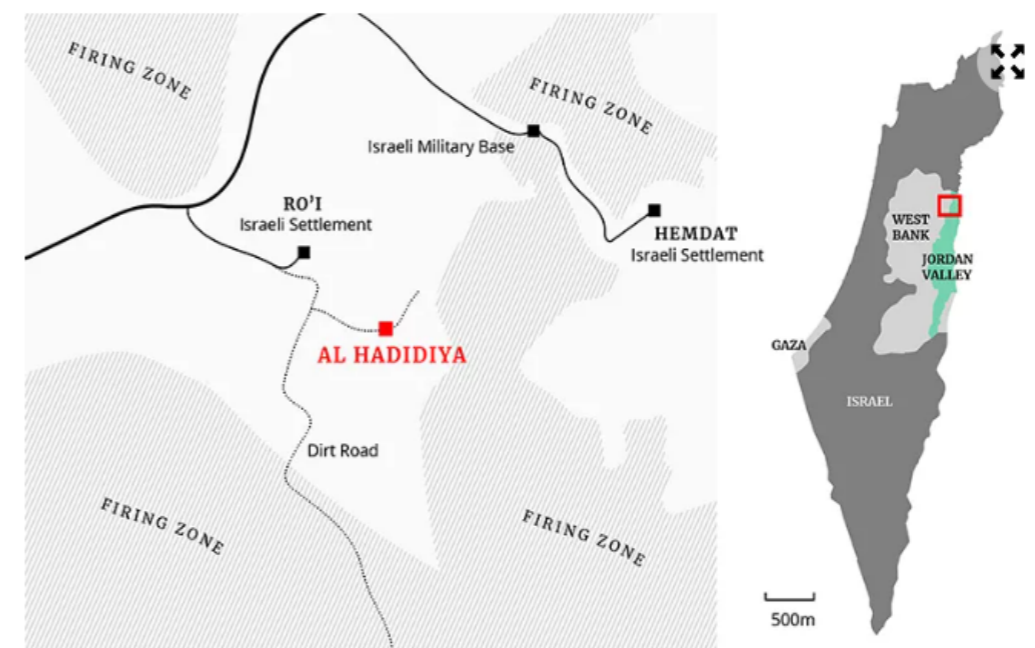 FIRING ZONE
FIRING ZONE
Israeli Military Base
RO'I
Israeli Settlement
HEMDAT
Israeli Settlement
AL HADIDIYA
Dirt Road
FIRING ZONE
FIRING ZONE
WEST
BANK
JORDAN
VALLEY
GAZA
ISRAEL
500m